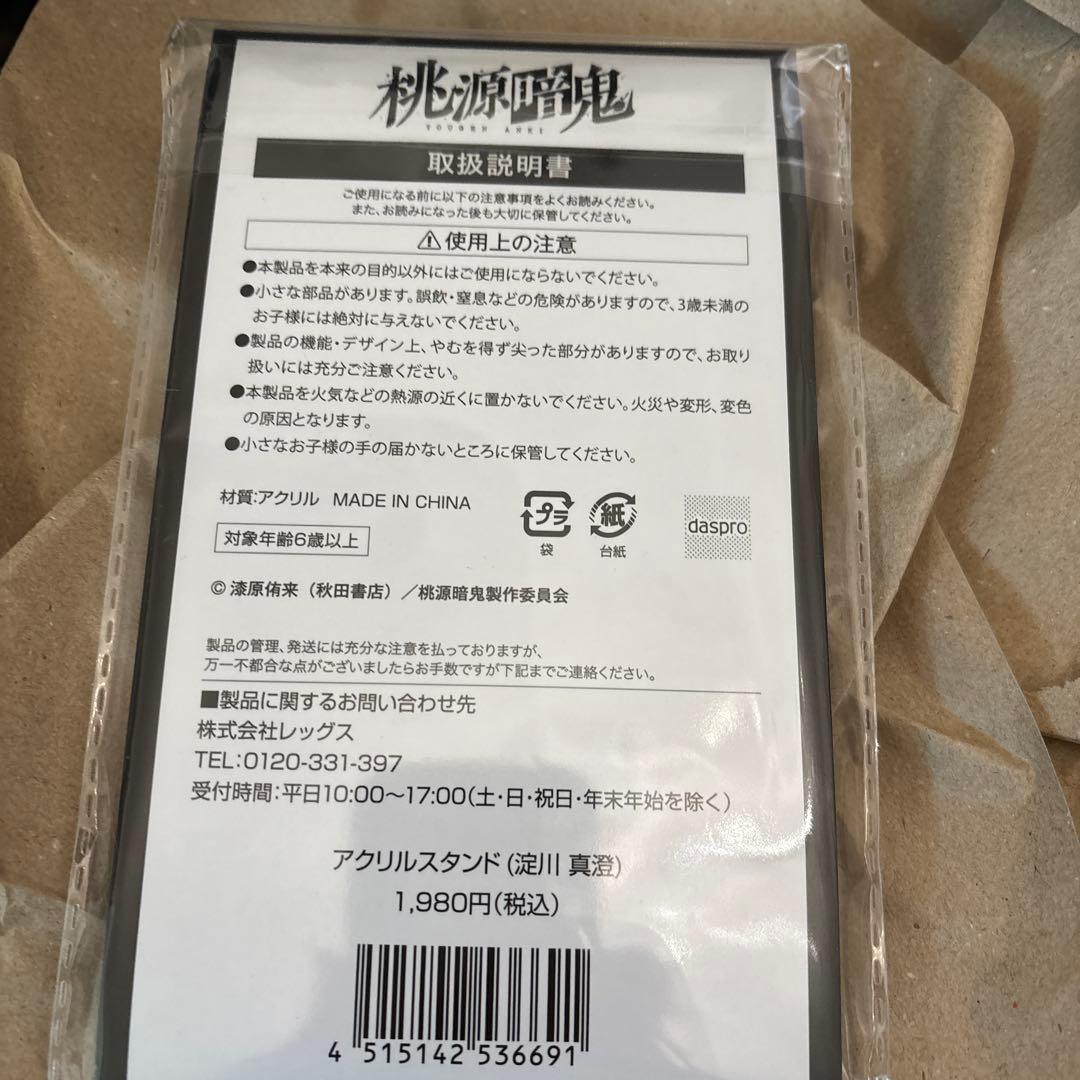 桃源暗鬼
TOUGEN ANKI
取扱説明書
ご使用になる前に以下の注意事項をよくお読みください。
また、お読みになった後も大切に保管してください。
⚠使用上の注意
●本製品を本来の目的以外にはご使用にならないでください。
●小さな部品があります。誤飲・窒息などの危険がありますので、3歳未満の
お子様には絶対に与えないでください。
●製品の機能・デザイン上、やむを得ず尖った部分がありますので、お取り
扱いには充分ご注意ください。
●本製品を火気などの熱源の近くに置かないでください。火災や変形、変色
の原因となります。
●小さなお子様の手の届かないところに保管してください。
材質:アクリル MADE IN CHINA
対象年齢6歳以上
プラ
袋
紙
台紙
daspro
© 漆原侑来（秋田書店）／桃源暗鬼製作委員会
製品の管理、発送には充分な注意を払っておりますが、
万一不都合な点がございましたらお手数ですが下記までご連絡ください。
■製品に関するお問い合わせ先
株式会社レッグス
TEL:0120-331-397
受付時間:平日10:00～17:00(土・日・祝日・年末年始を除く)
アクリルスタンド(淀川 真澄)
1,980円(税込)
4 515142 536691